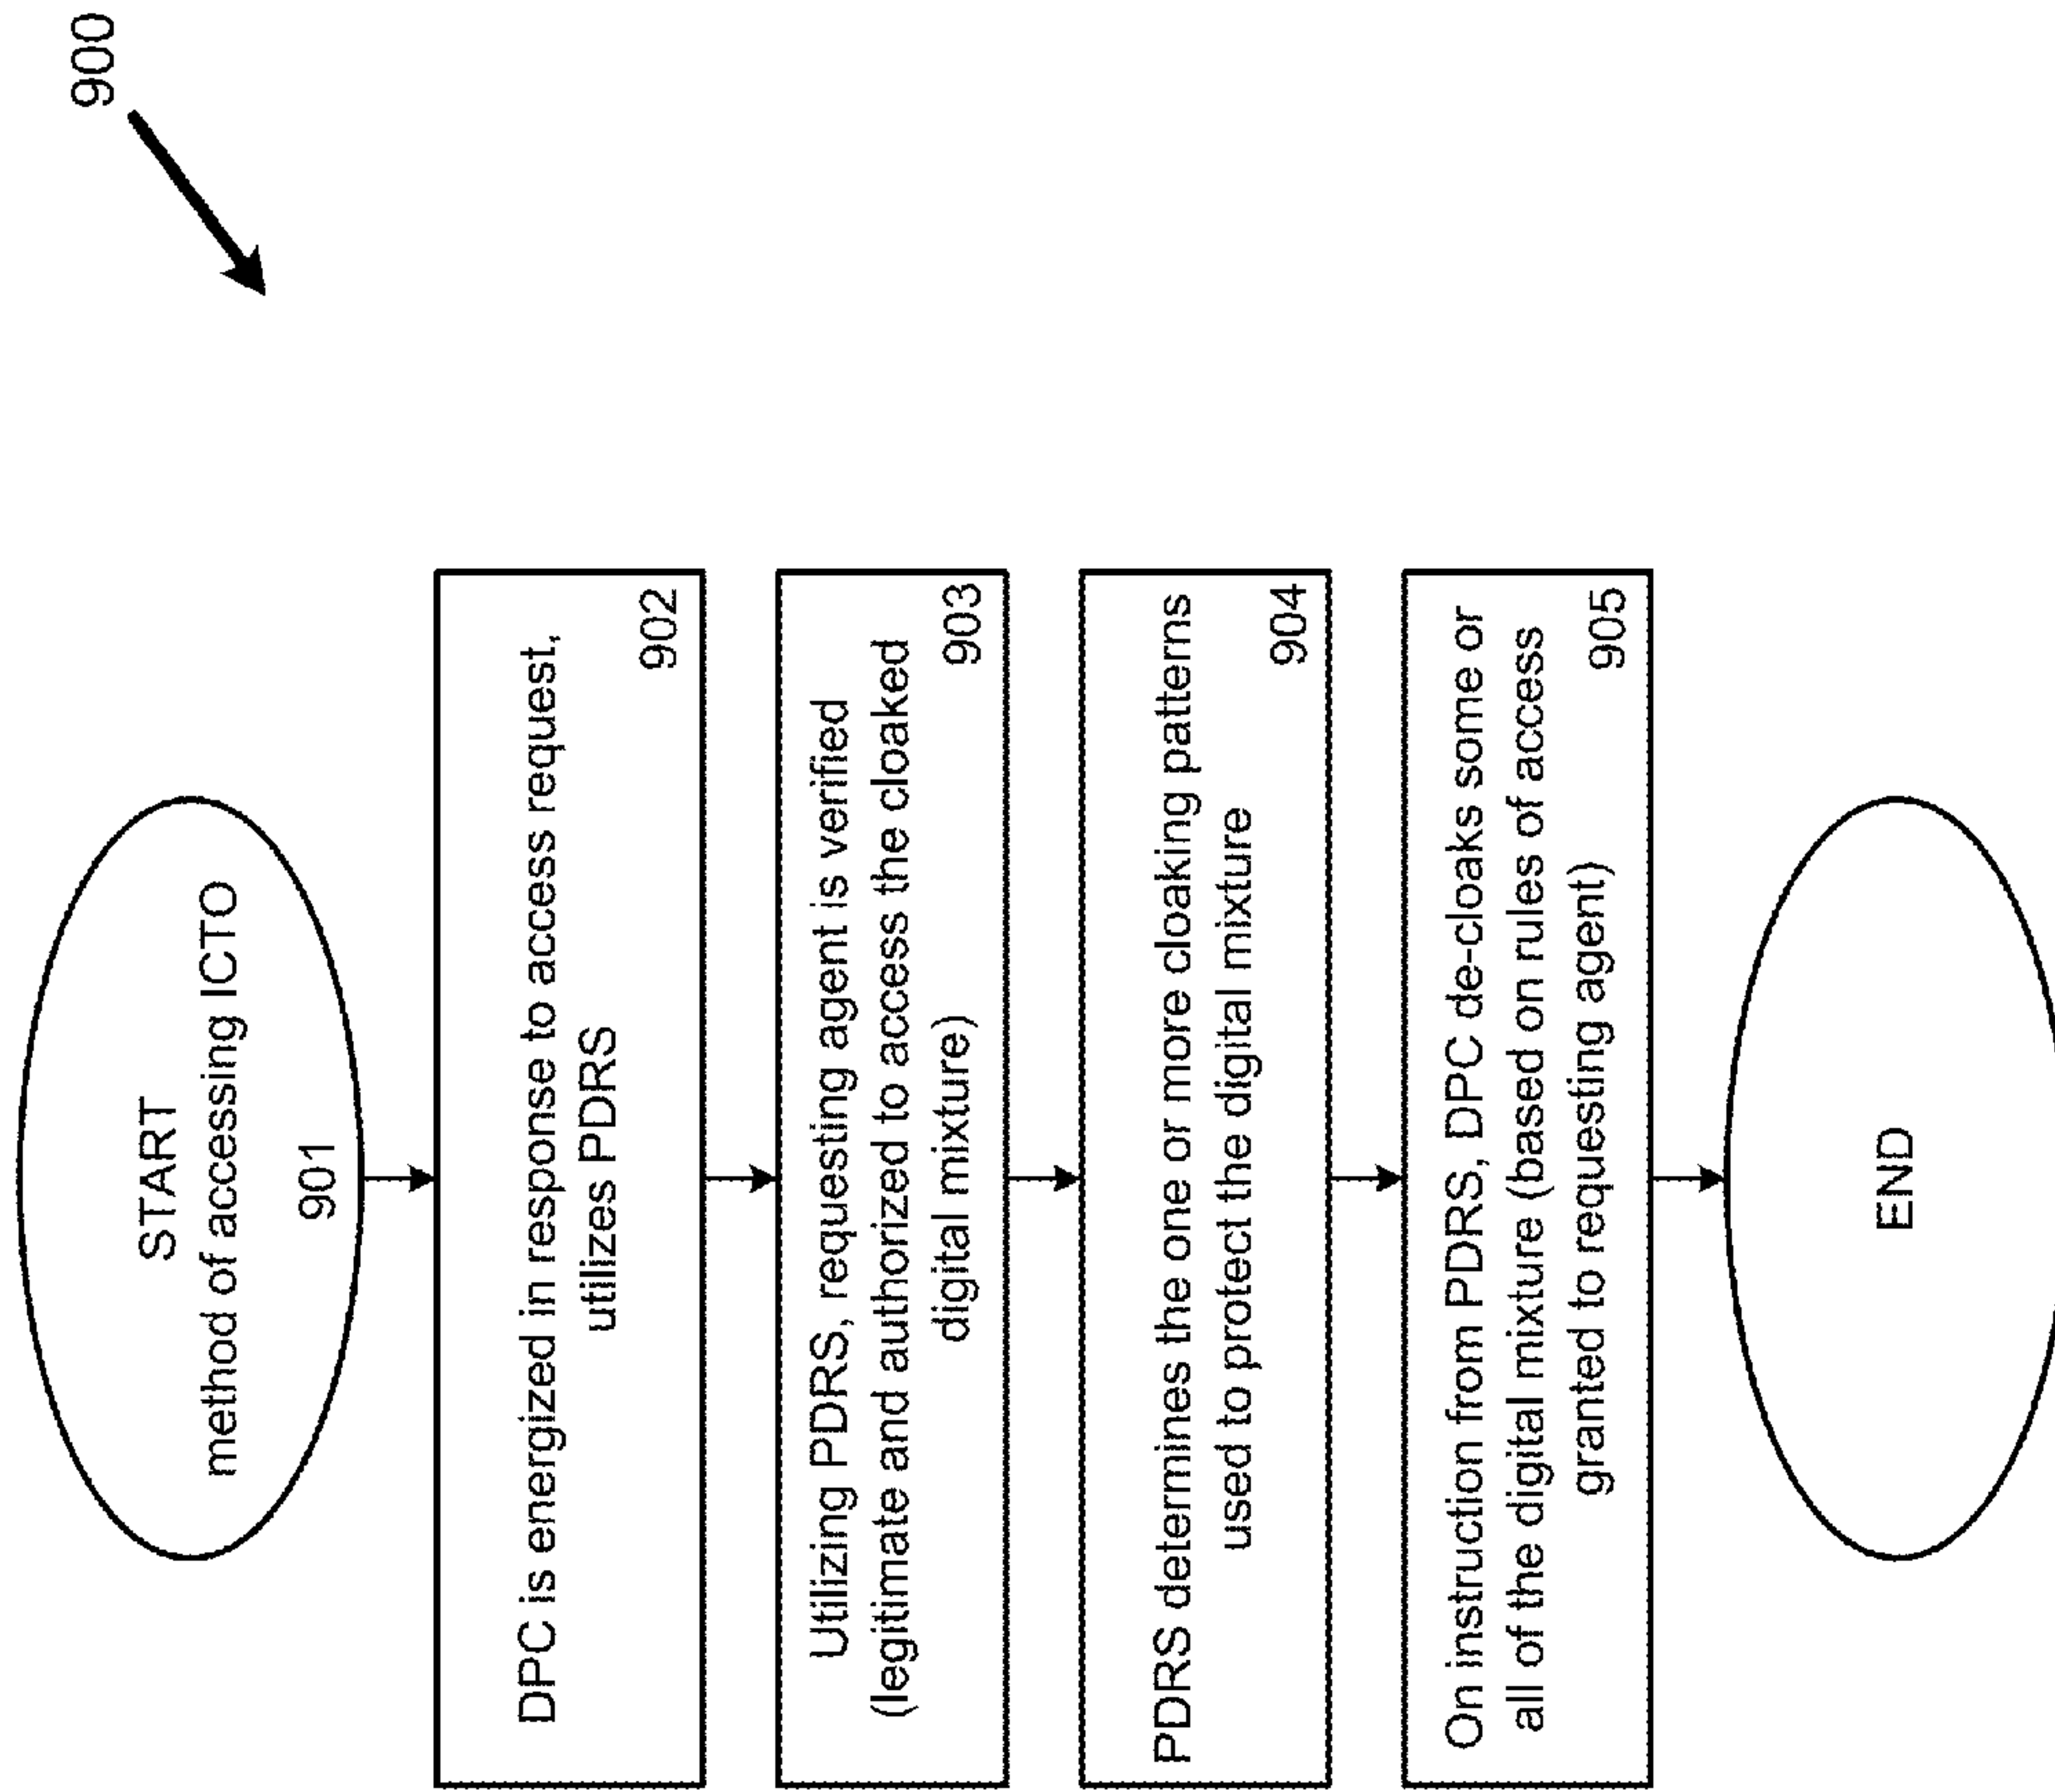 900
START
method of accessing ICTO
901
DPC is energized in response to access request,
utilizes PDRS
902
Utilizing PDRS, requesting agent is verified
(legitimate and authorized to access the cloaked
digital mixture)
903
PDRS determines the one or more cloaking patterns
used to protect the digital mixture
904
On instruction from PDRS, DPC de-cloaks some or
all of the digital mixture (based on rules of access
granted to requesting agent)
905
END